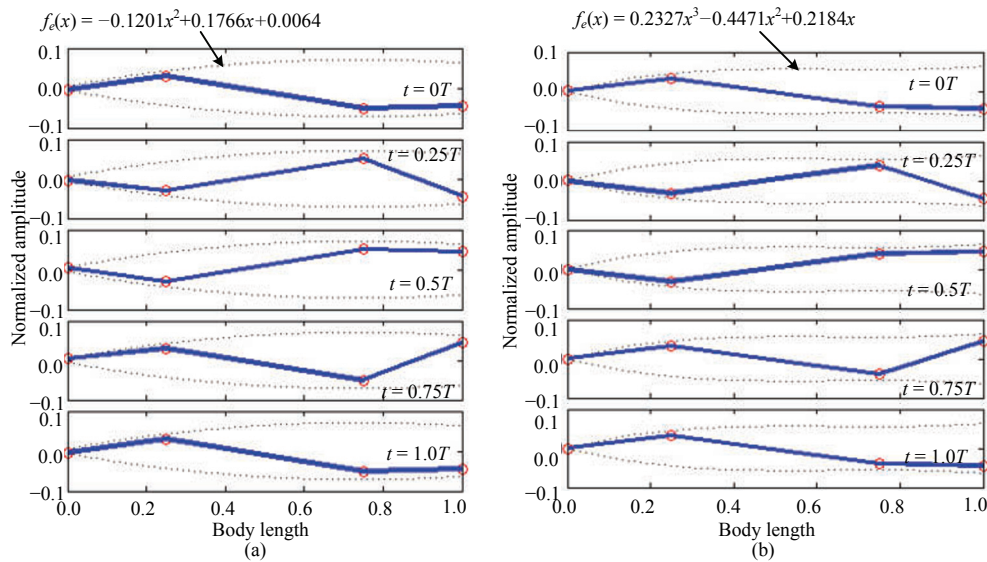 fₑ(x) = −0.1201x²+0.1766x+0.0064
0.1
0.0
−0.1
t = 0T
0.1
0.0
−0.1
t = 0.25T
0.1
0.0
−0.1
t = 0.5T
0.1
0.0
−0.1
t = 0.75T
0.1
0.0
−0.1
t = 1.0T
Normalized amplitude
0.0 0.2 0.4 0.6 0.8 1.0
Body length
(a)
fₑ(x) = 0.2327x³−0.4471x²+0.2184x
0.1
0.0
−0.1
t = 0T
0.1
0.0
−0.1
t = 0.25T
0.1
0.0
−0.1
t = 0.5T
0.1
0.0
−0.1
t = 0.75T
0.1
0.0
−0.1
t = 1.0T
Normalized amplitude
0.0 0.2 0.4 0.6 0.8 1.0
Body length
(b)